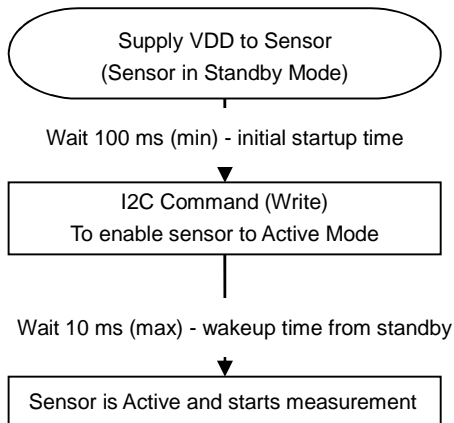 Supply VDD to Sensor
(Sensor in Standby Mode)
Wait 100 ms (min) - initial startup time
I2C Command (Write)
To enable sensor to Active Mode
Wait 10 ms (max) - wakeup time from standby
Sensor is Active and starts measurement